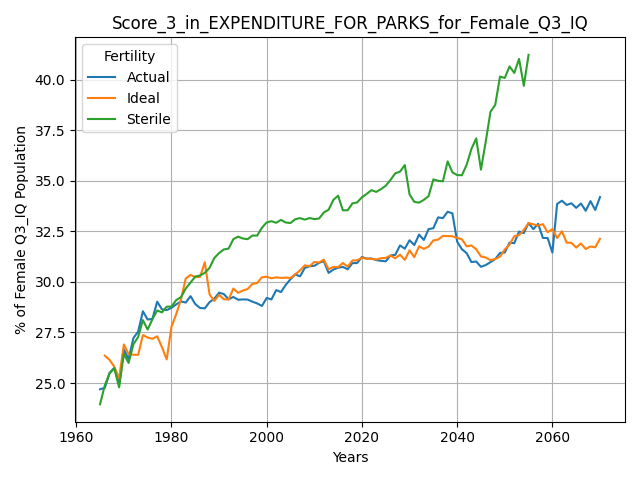 Score_3_in_EXPENDITURE_FOR_PARKS_for_Female_Q3_IQ
Fertility
Actual
Ideal
Sterile
% of Female Q3_IQ Population
40.0
37.5
35.0
32.5
30.0
27.5
25.0
1960 1980 2000 2020 2040 2060
Years